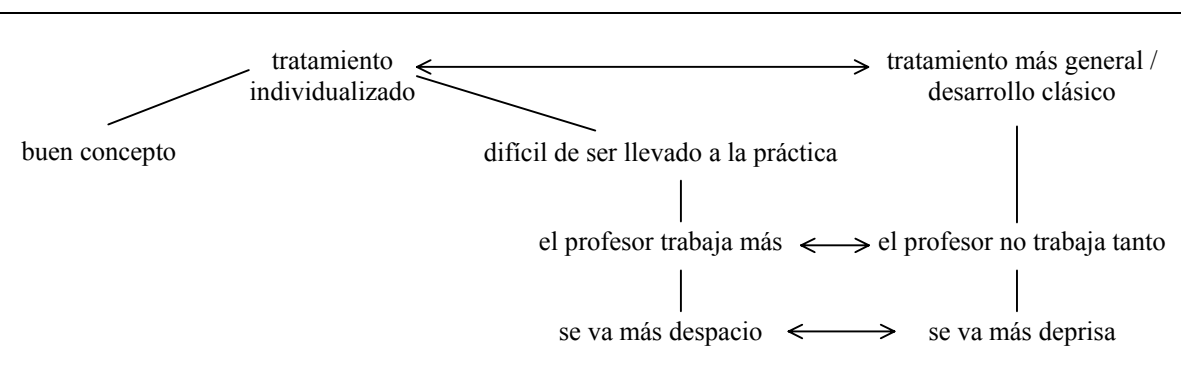 tratamiento
individualizado
tratamiento más general /
desarrollo clásico
buen concepto
difícil de ser llevado a la práctica
el profesor trabaja más
el profesor no trabaja tanto
se va más despacio
se va más deprisa